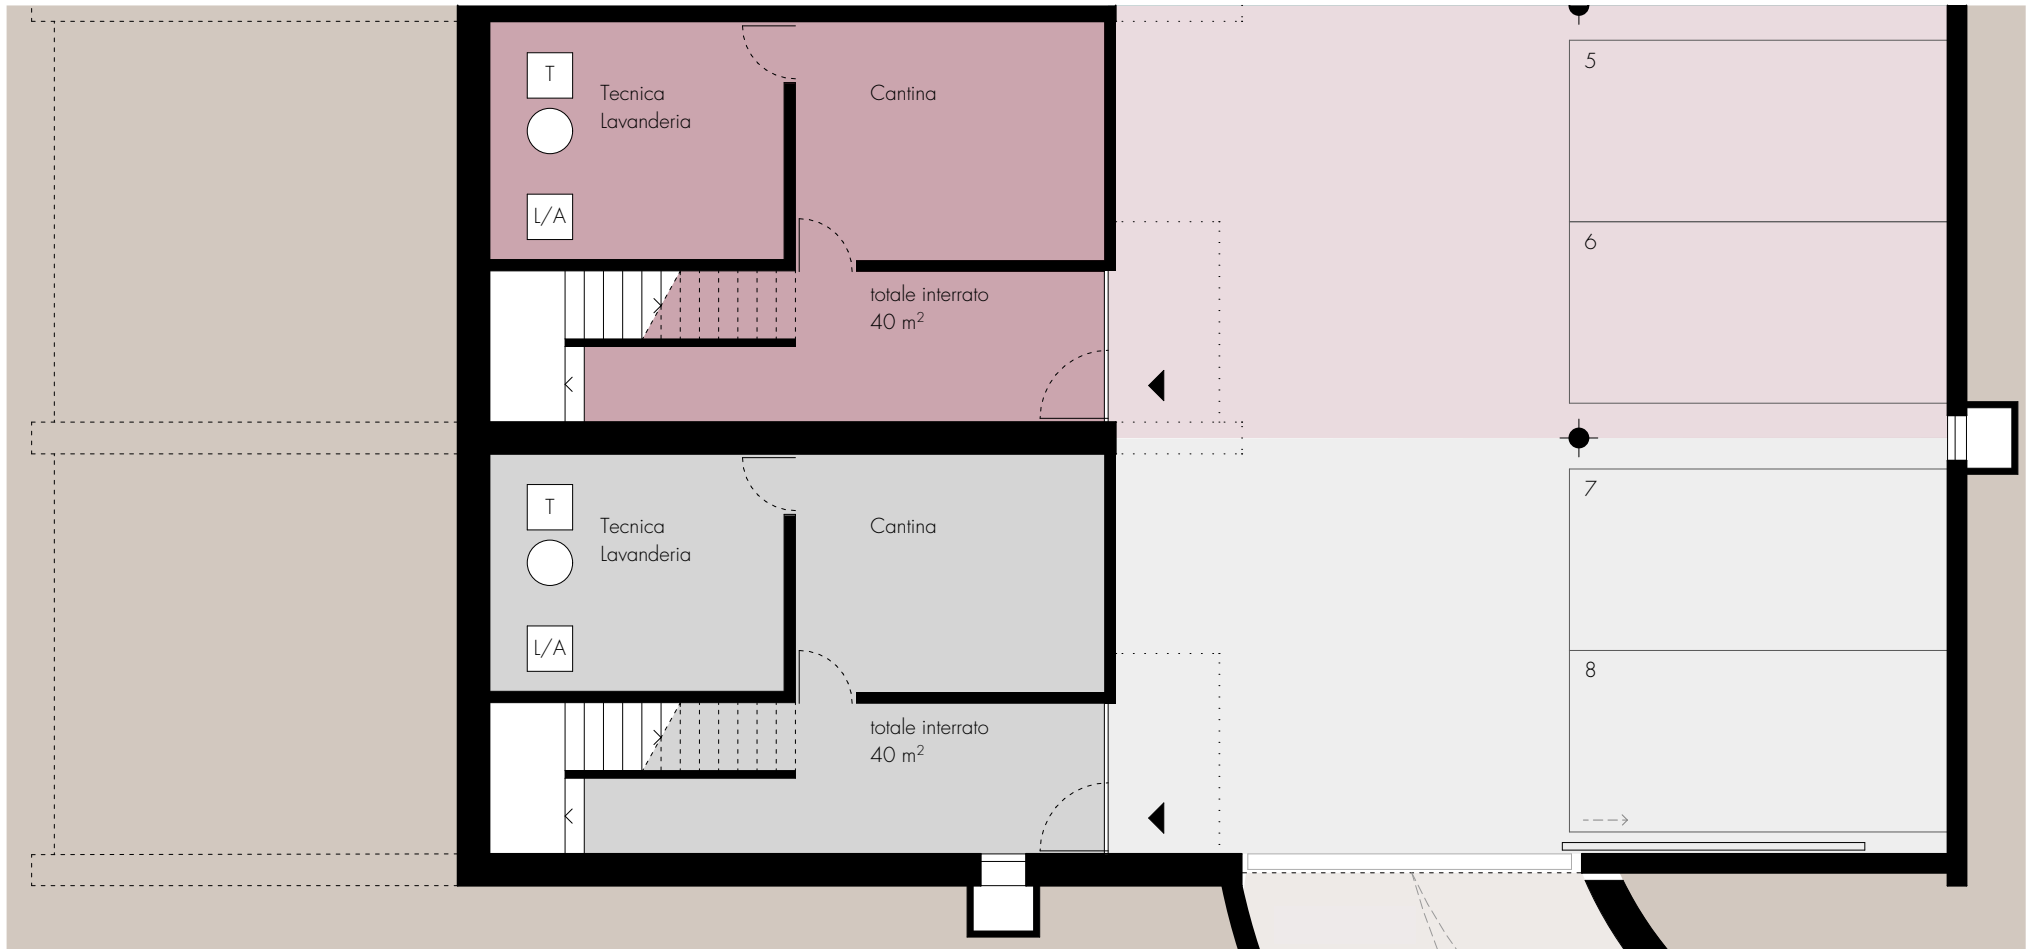 T
Tecnica
Lavanderia
Cantina
L/A
totale interrato
40 m²
5
6
T
Tecnica
Lavanderia
Cantina
L/A
totale interrato
40 m²
7
8